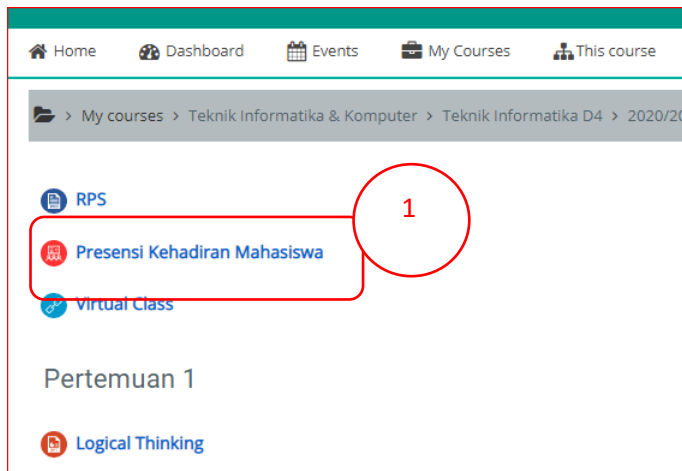 Home Dashboard Events My Courses This course
> My courses > Teknik Informatika & Komputer > Teknik Informatika D4 > 2020/20
RPS
1
Presensi Kehadiran Mahasiswa
Virtual Class
Pertemuan 1
Logical Thinking